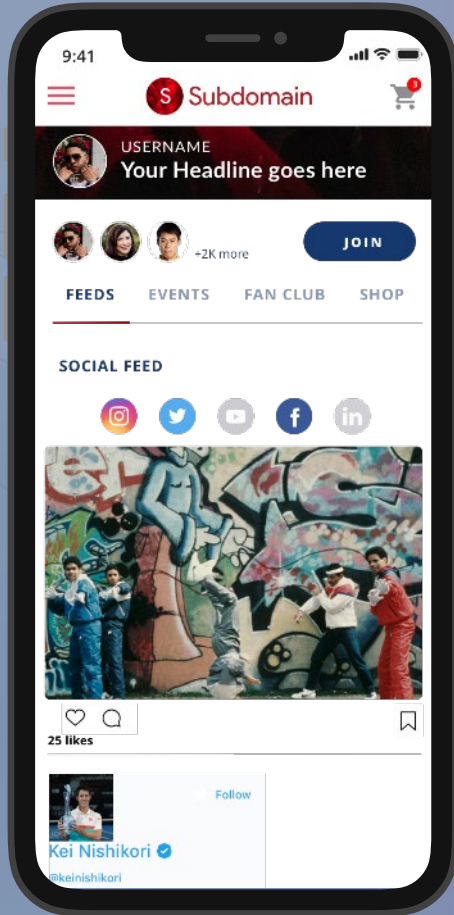 9:41
S Subdomain
3
USERNAME
Your Headline goes here
+2K more
JOIN
FEEDS EVENTS FAN CLUB SHOP
SOCIAL FEED
in
25 likes
Follow
Kei Nishikori
@keinishikori